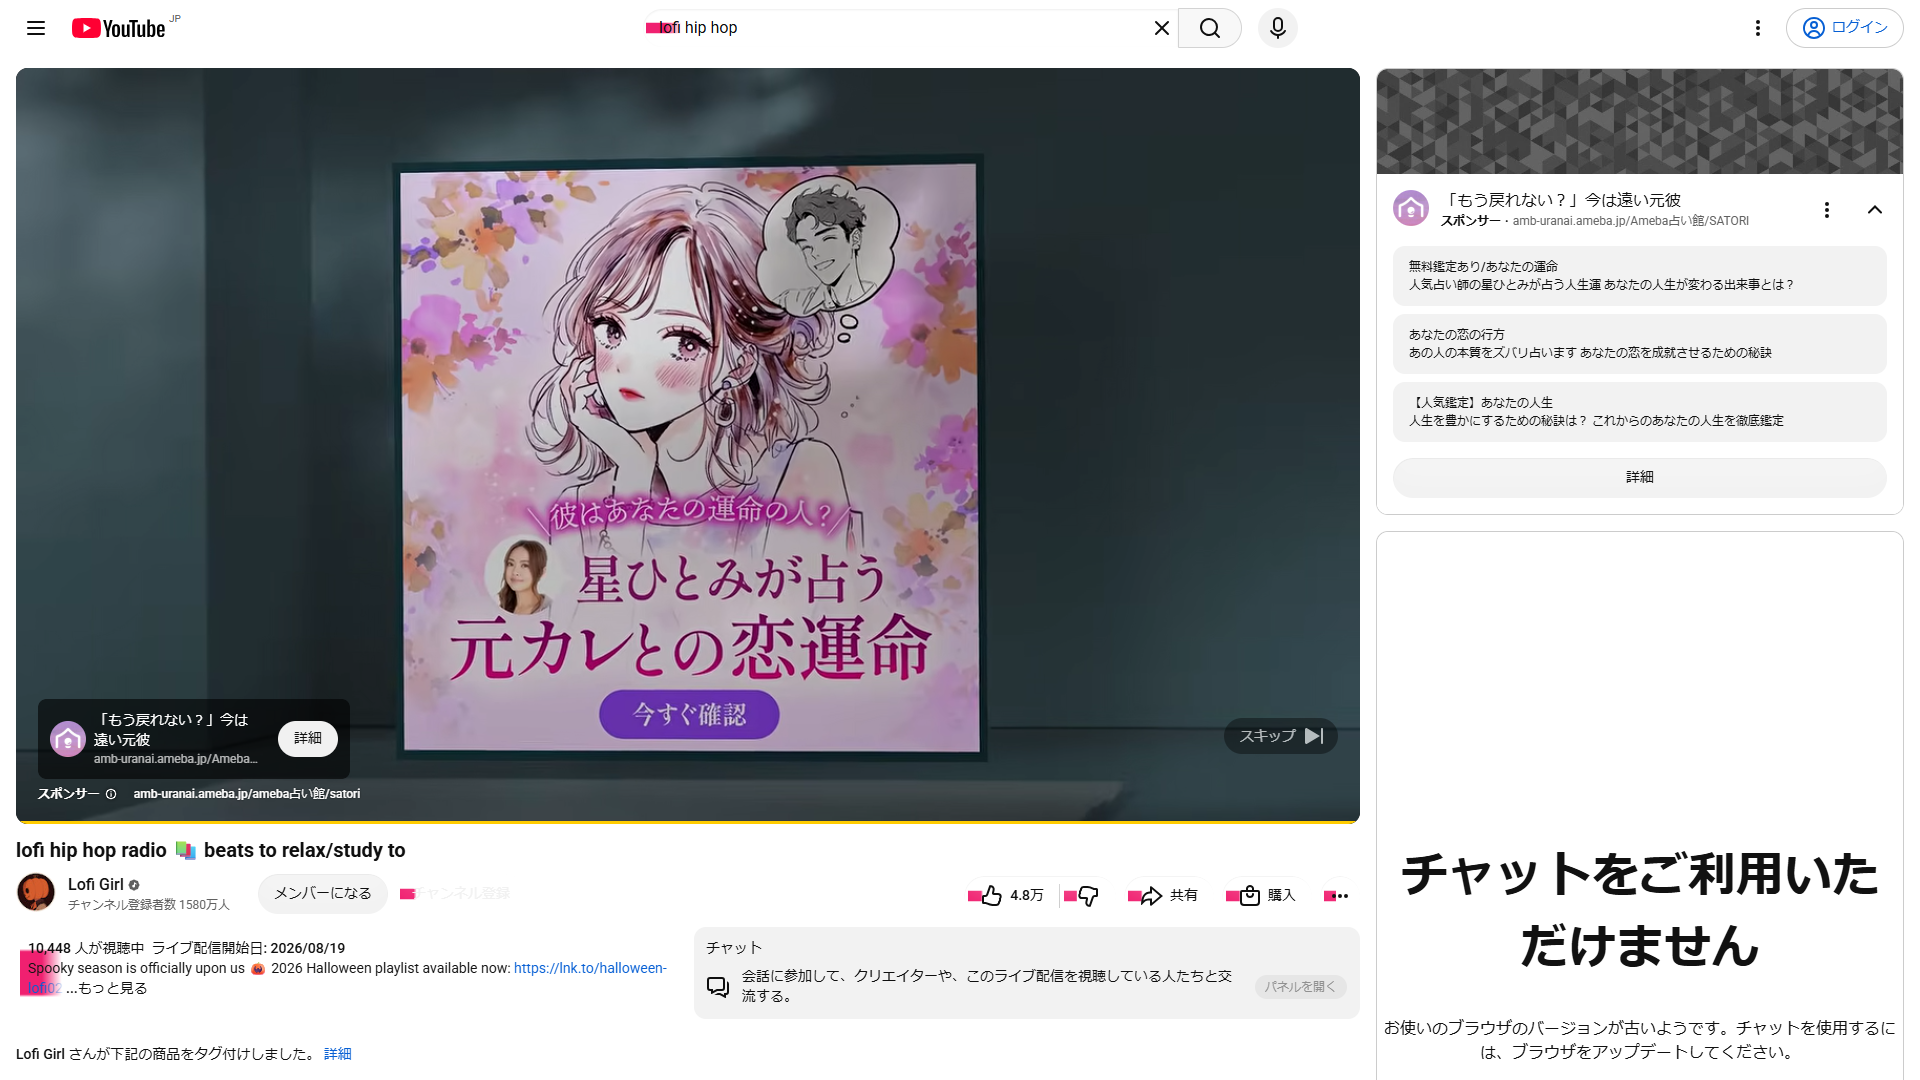 YouTube JP
lofi hip hop
ログイン
彼はあなたの運命の人?
星ひとみが占う
元カレとの恋運命
今すぐ確認
「もう戻れない？」今は
遠い元彼
amb-uranai.ameba.jp/Ameba...
詳細
スポンサー
amb-uranai.ameba.jp/ameba占い館/satori
スキップ
「もう戻れない？」今は遠い元彼
スポンサー・amb-uranai.ameba.jp/Ameba占い館/SATORI
無料鑑定あり/あなたの運命
人気占い師の星ひとみが占う人生運 あなたの人生が変わる出来事とは？
あなたの恋の行方
あの人の本質をズバリ占います あなたの恋を成就させるための秘訣
【人気鑑定】あなたの人生
人生を豊かにするための秘訣は？ これからのあなたの人生を徹底鑑定
詳細
lofi hip hop radio 📚 beats to relax/study to
Lofi Girl
チャンネル登録者数 1580万人
メンバーになる
チャンネル登録
4.8万
共有
購入
10,448 人が視聴中 ライブ配信開始日: 2026/08/19
Spooky season is officially upon us 🎃 2026 Halloween playlist available now: https://lnk.to/halloween-
lofi02 ...もっと見る
チャット
会話に参加して、クリエイターや、このライブ配信を視聴している人たちと交
流する。
パネルを開く
Lofi Girl さんが下記の商品をタグ付けしました。 詳細
チャットをご利用いた
だけません
お使いのブラウザのバージョンが古いようです。チャットを使用するに
は、ブラウザをアップデートしてください。